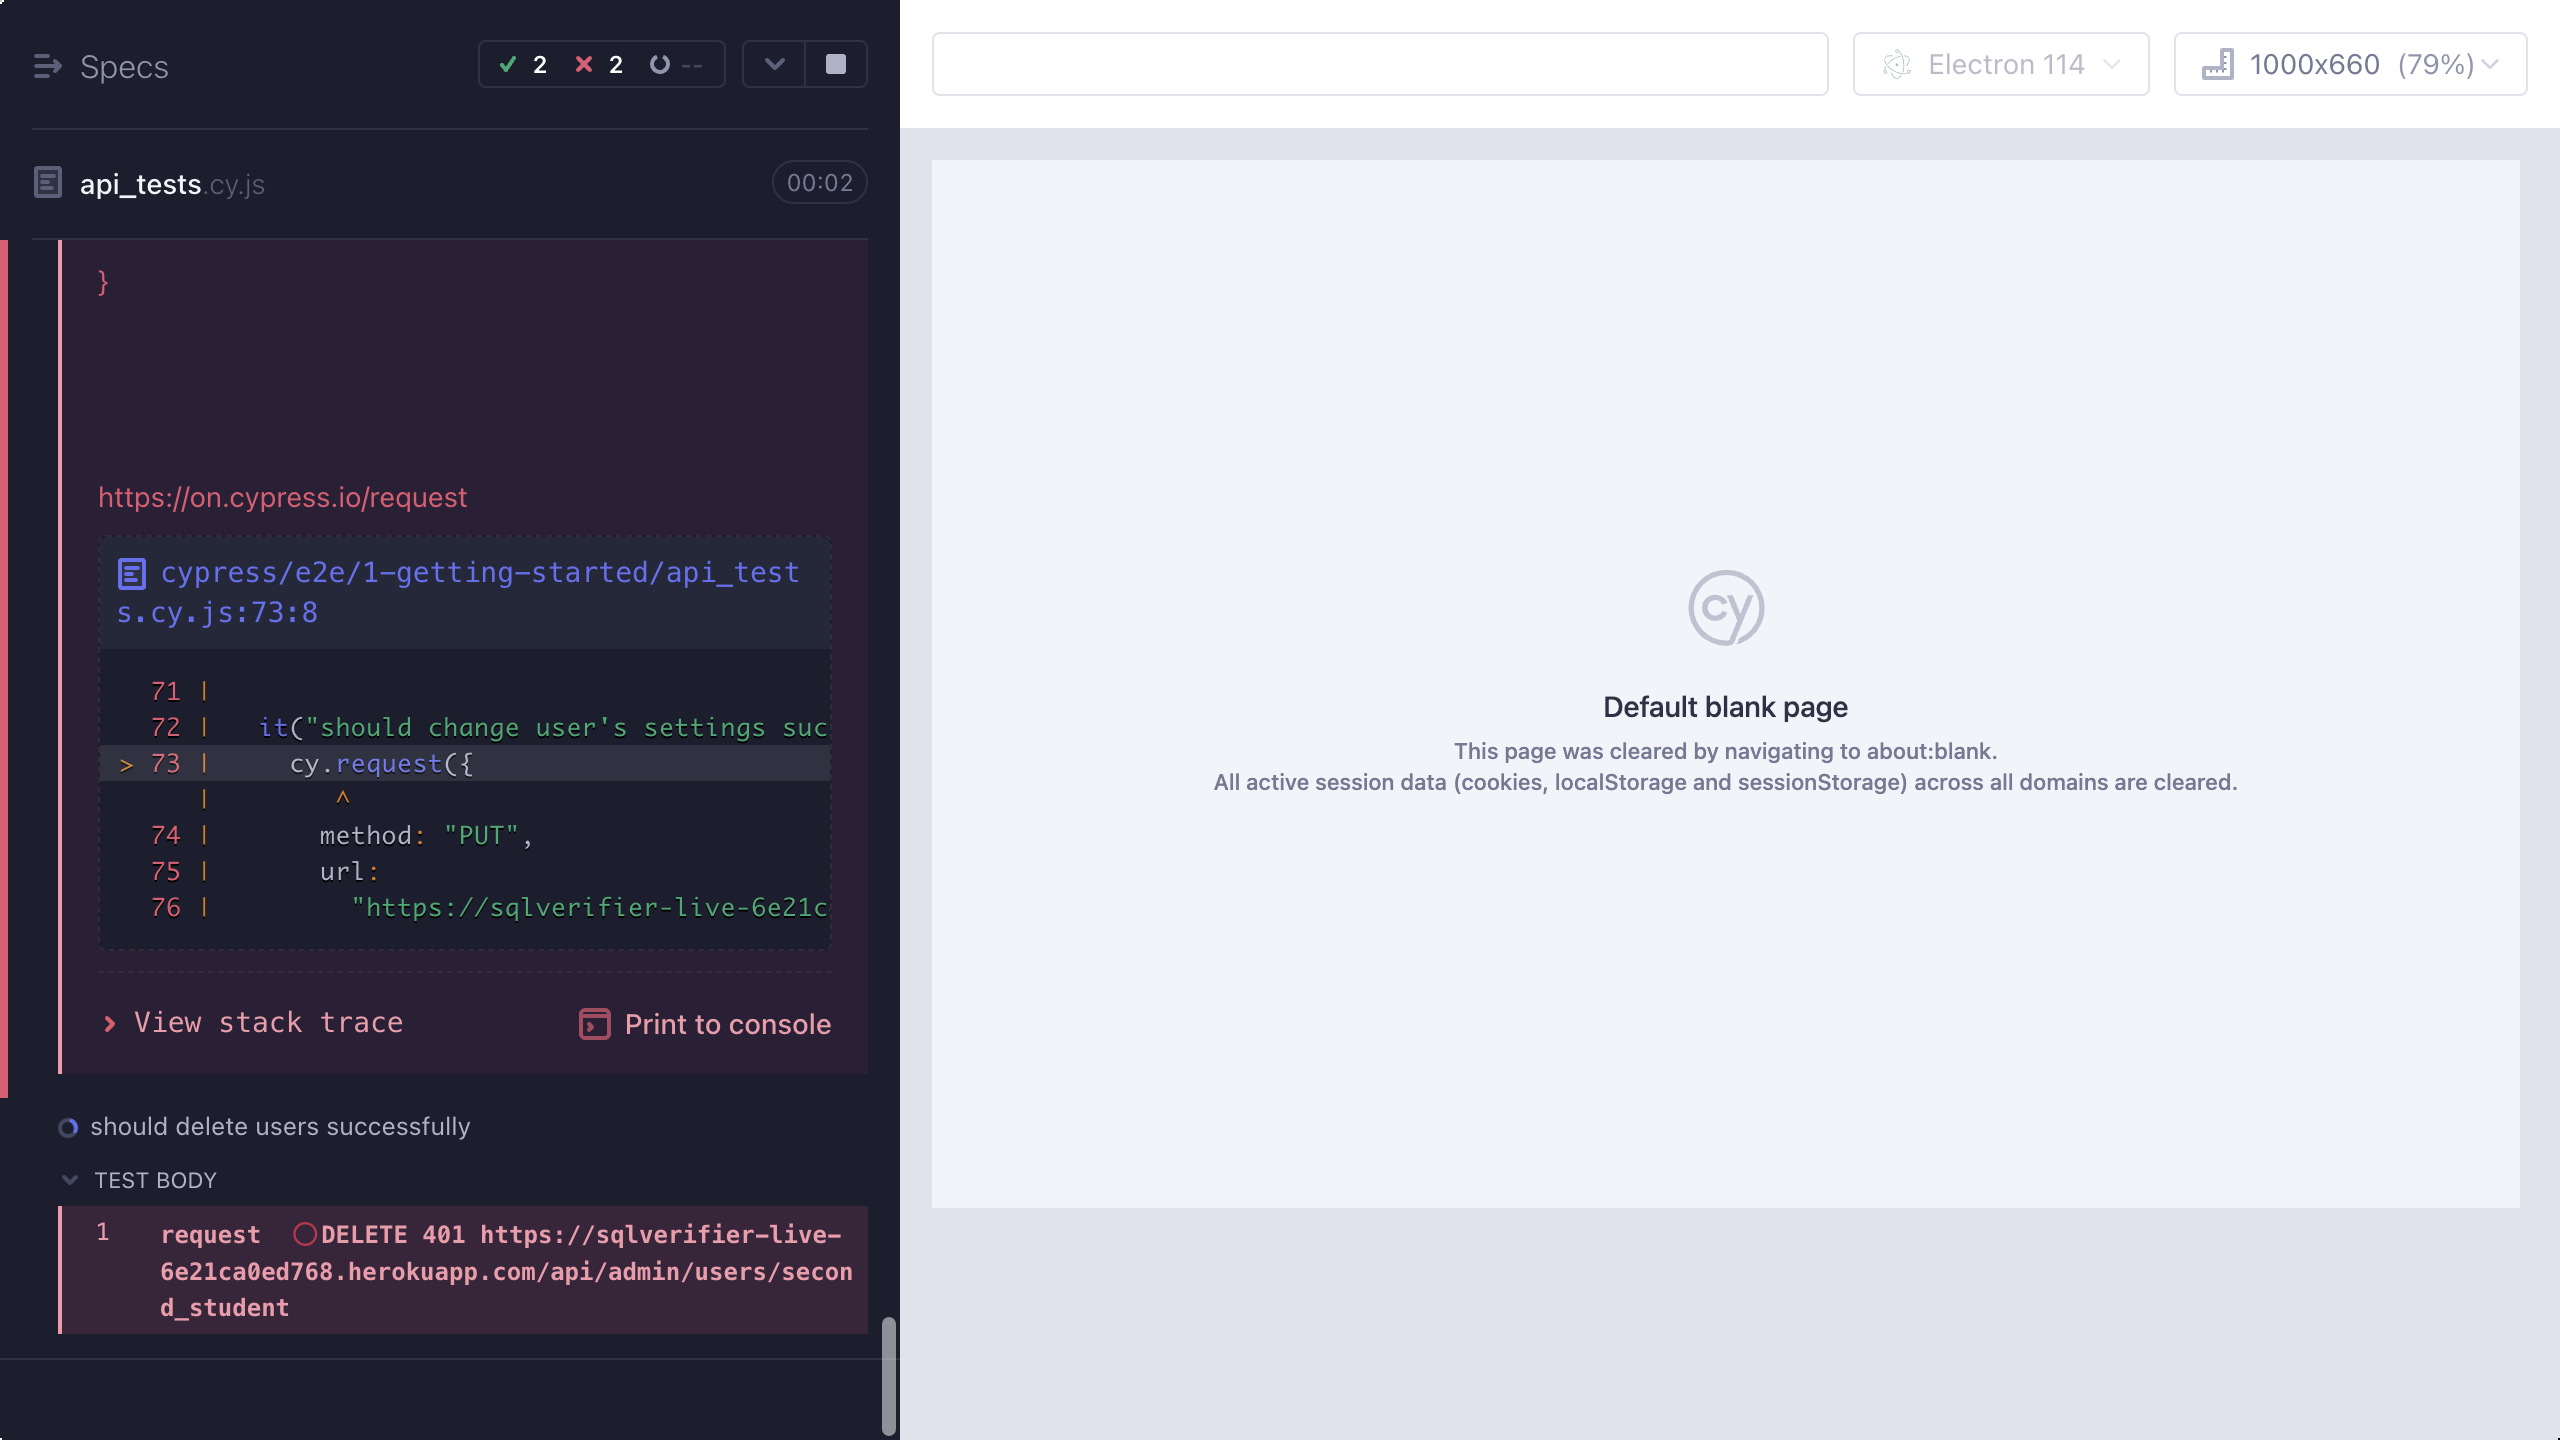 Specs
2
2
--
api_tests.cy.js
00:02
}
https://on.cypress.io/request
cypress/e2e/1-getting-started/api_test
s.cy.js:73:8
71 |
72 | it("should change user's settings suc
> 73 | cy.request({
| ^
74 | method: "PUT",
75 | url:
76 | "https://sqlverifier-live-6e21c
View stack trace
Print to console
should delete users successfully
TEST BODY
1 request DELETE 401 https://sqlverifier-live-
6e21ca0ed768.herokuapp.com/api/admin/users/secon
d_student
Electron 114
1000x660 (79%)
cy
Default blank page
This page was cleared by navigating to about:blank.
All active session data (cookies, localStorage and sessionStorage) across all domains are cleared.